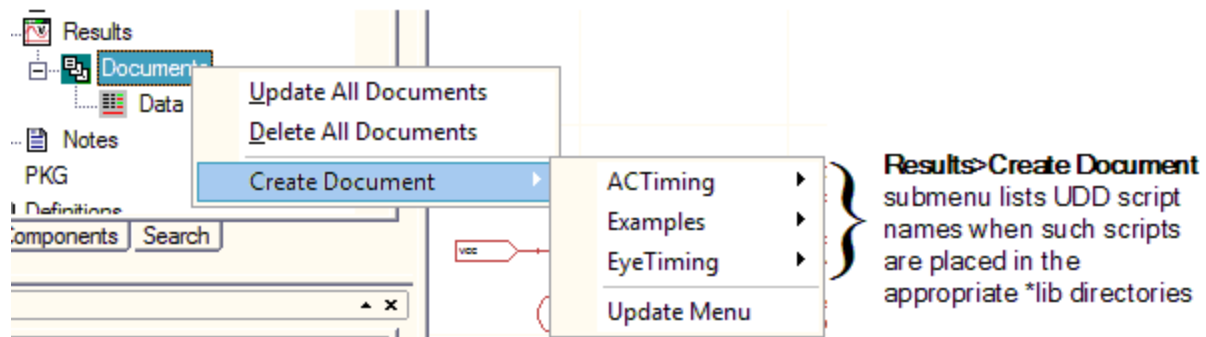 Results
Documents
Data
Notes
PKG
Definitions
Components
Search
Update All Documents
Delete All Documents
Create Document
ACTiming
Examples
EyeTiming
Update Menu
vcc
Results>Create Document
submenu lists UDD script
names when such scripts
are placed in the
appropriate *lib directories